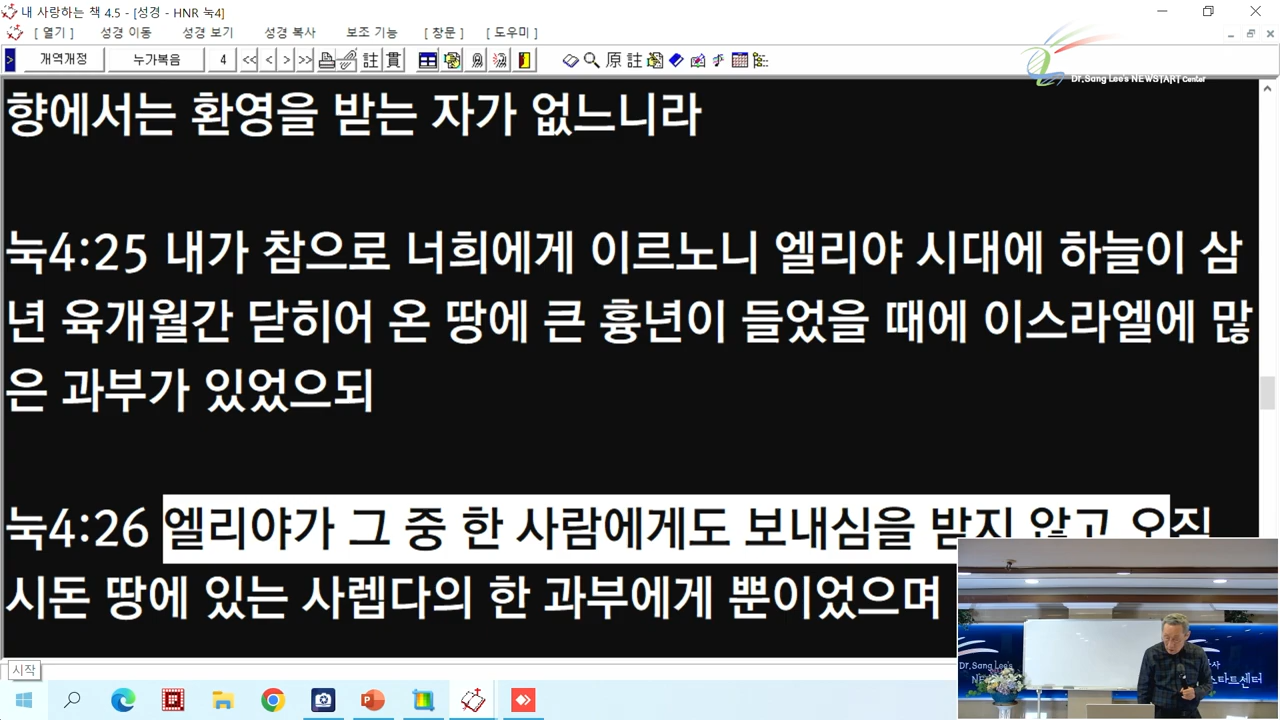 내 사랑하는 책 4.5 - [성경 - HNR 눅4]
[ 열기 ] 성경 이동 성경 보기 성경 복사 보조 기능 [ 창문 ] [ 도우미 ]
개역개정 누가복음 4 << < > >> 註 貫 原 註
Dr.Sang Lee's NEWSTART Center
향에서는 환영을 받는 자가 없느니라
눅4:25 내가 참으로 너희에게 이르노니 엘리야 시대에 하늘이 삼
년 육개월간 닫히어 온 땅에 큰 흉년이 들었을 때에 이스라엘에 많
은 과부가 있었으되
눅4:26 엘리야가 그 중 한 사람에게도 보내심을 받지 않고 오직
시돈 땅에 있는 사렙다의 한 과부에게 뿐이었으며
Dr.Sang Lee's
시작